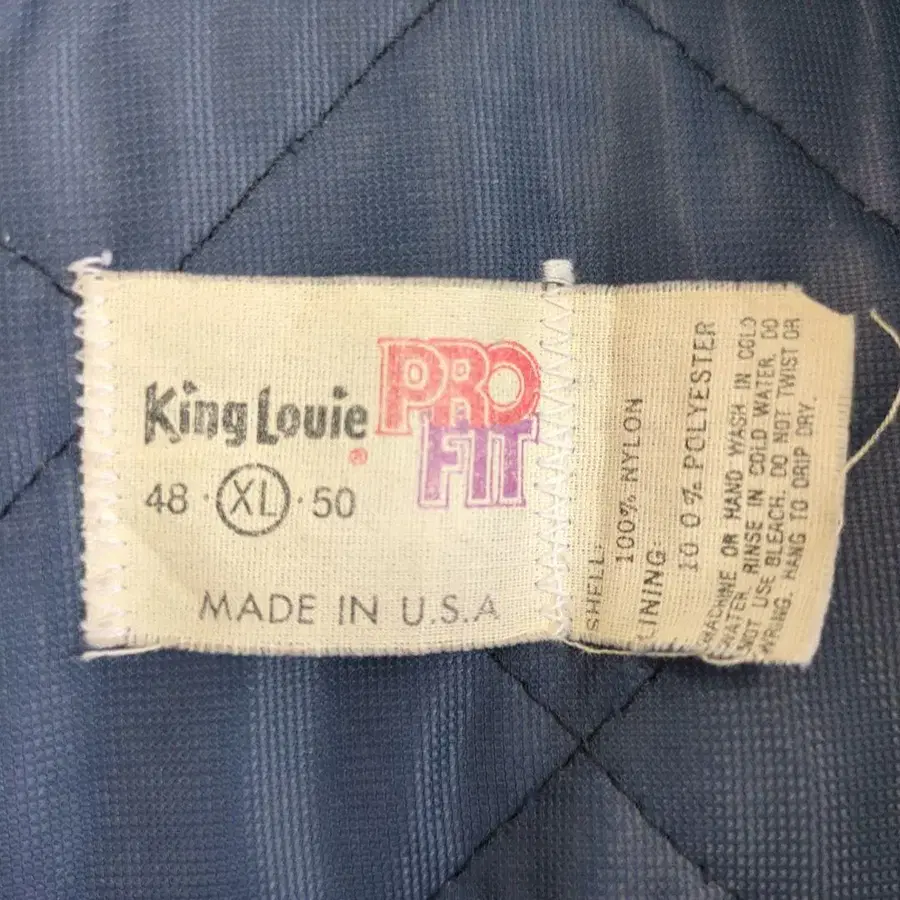 King Louie PRO FIT
®
48 · XL · 50
MADE IN U.S.A
SHELL:
100% NYLON
LINING:
10 0 % POLYESTER
MACHINE OR HAND WASH IN COLD
WATER. RINSE IN COLD WATER. DO
NOT USE BLEACH. DO NOT TWIST OR
WRING. HANG TO DRIP DRY.